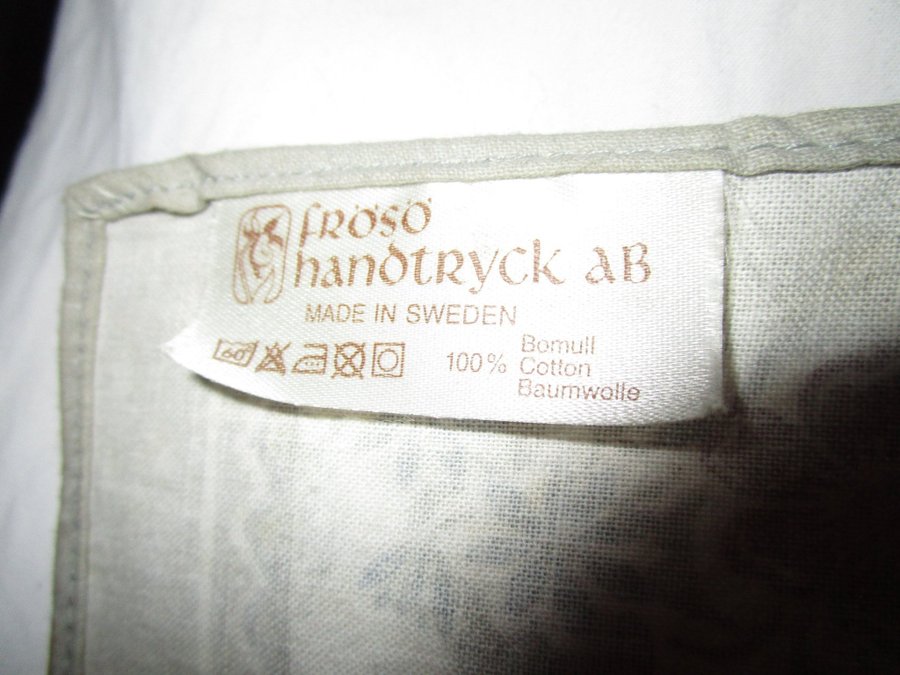 fRÖSÖ
handtRyck aB
MADE IN SWEDEN
60°
100% Bomull
Cotton
Baumwolle